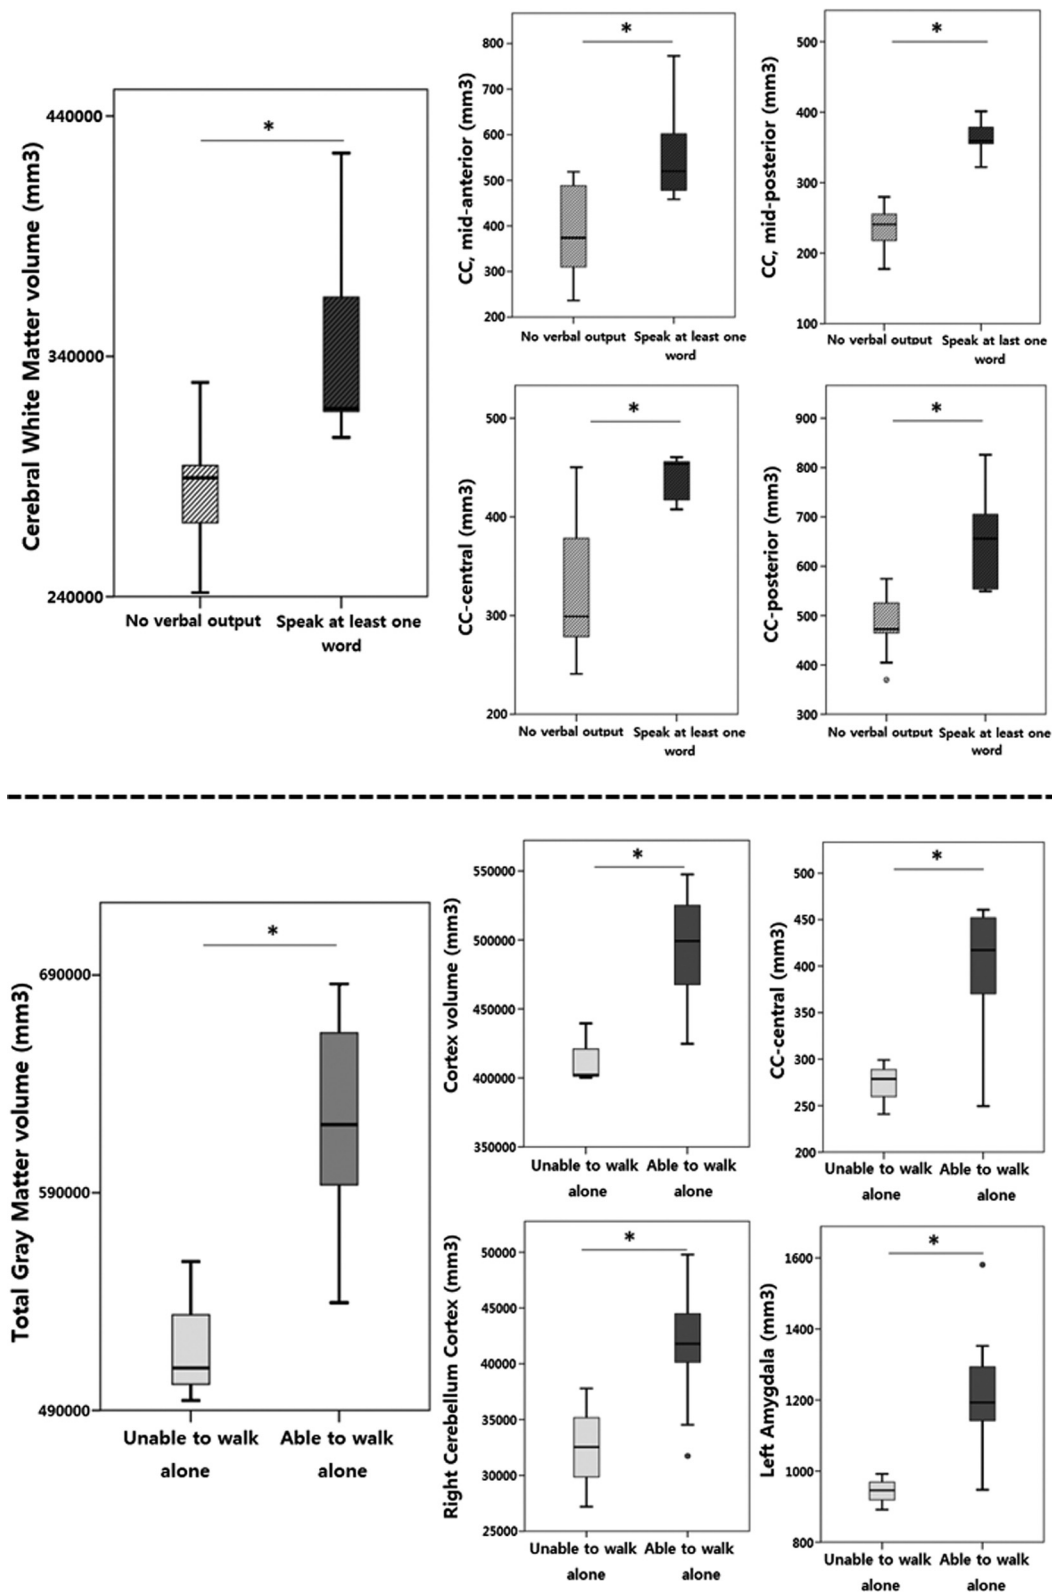 Cerebral White Matter volume (mm3)
440000
340000
240000
*
No verbal output
Speak at least one
word
CC, mid-anterior (mm3)
800
700
600
500
400
300
200
*
No verbal output
Speak at least one
word
CC, mid-posterior (mm3)
500
400
300
200
100
*
No verbal output
Speak at last one
word
CC-central (mm3)
500
400
300
200
*
No verbal output
Speak at least one
word
CC-posterior (mm3)
900
800
700
600
500
400
300
*
No verbal output
Speak at least one
word
Total Gray Matter volume (mm3)
690000
590000
490000
*
Unable to walk
alone
Able to walk
alone
Cortex volume (mm3)
550000
500000
450000
400000
350000
*
Unable to walk
alone
Able to walk
alone
CC-central (mm3)
500
450
400
350
300
250
200
*
Unable to walk
alone
Able to walk
alone
Right Cerebellum Cortex (mm3)
50000
45000
40000
35000
30000
25000
*
Unable to walk
alone
Able to walk
alone
Left Amygdala (mm3)
1600
1400
1200
1000
800
*
Unable to walk
alone
Able to walk
alone